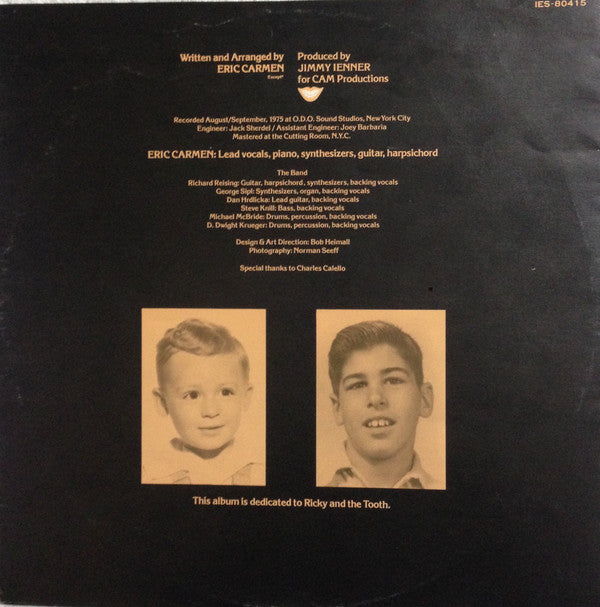 IES-80415
Written and Arranged by
ERIC CARMEN
Except*
Produced by
JIMMY IENNER
for CAM Productions
Recorded August/September, 1975 at O.D.O. Sound Studios, New York City
Engineer: Jack Sherdel / Assistant Engineer: Joey Barbaria
Mastered at the Cutting Room, N.Y.C.
ERIC CARMEN: Lead vocals, piano, synthesizers, guitar, harpsichord
The Band
Richard Reising: Guitar, harpsichord, synthesizers, backing vocals
George Sipl: Synthesizers, organ, backing vocals
Dan Hrdlicka: Lead guitar, backing vocals
Steve Knill: Bass, backing vocals
Michael McBride: Drums, percussion, backing vocals
D. Dwight Krueger: Drums, percussion, backing vocals
Design & Art Direction: Bob Heimall
Photography: Norman Seeff
Special thanks to Charles Calello
This album is dedicated to Ricky and the Tooth.